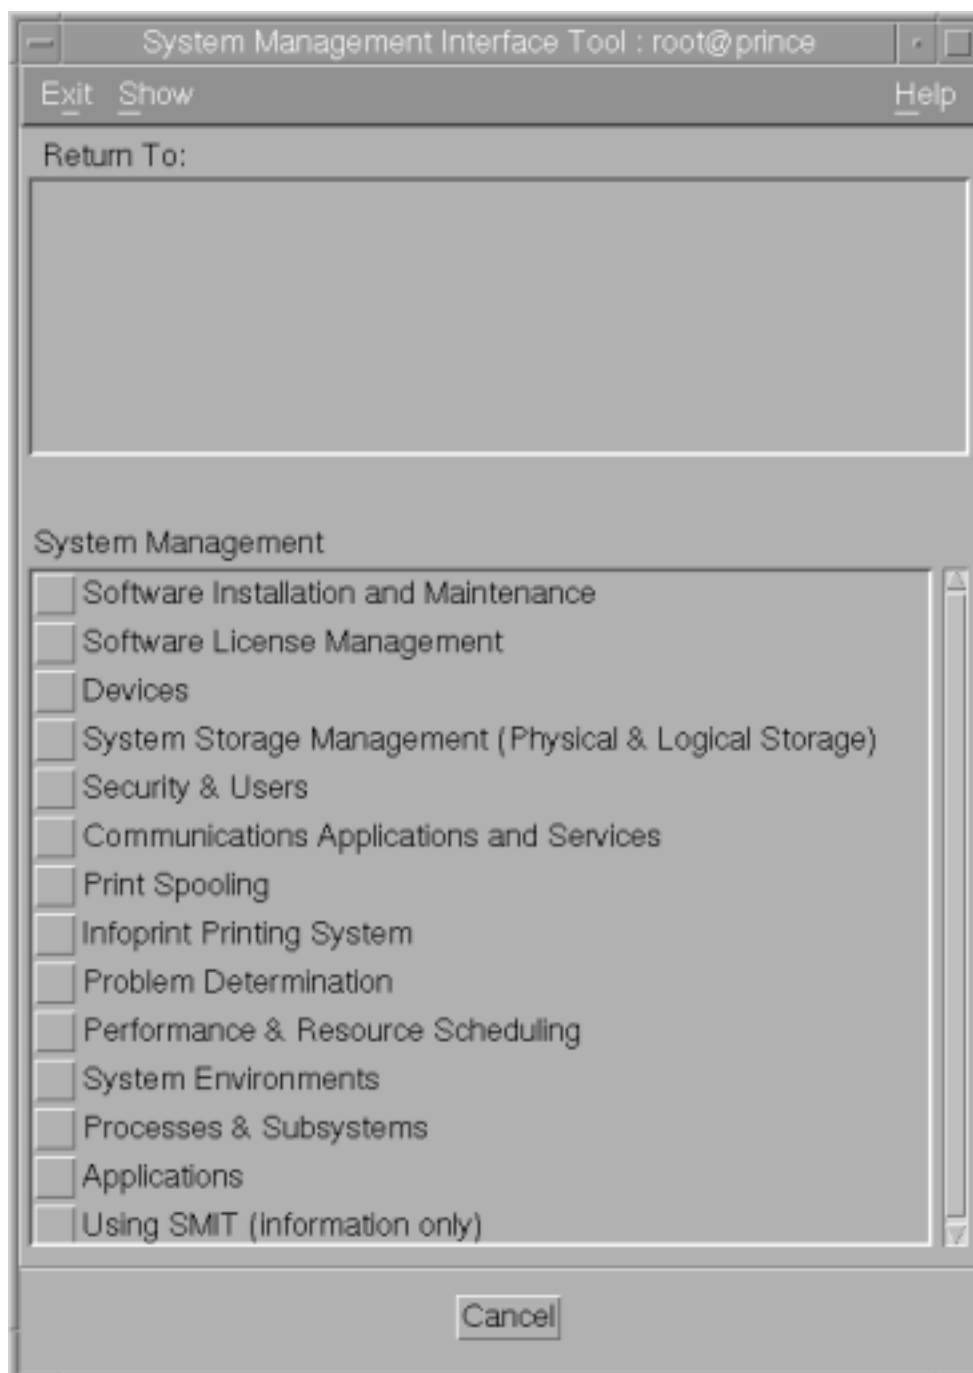 System Management Interface Tool : root@prince
Exit Show Help
Return To:
System Management
Software Installation and Maintenance
Software License Management
Devices
System Storage Management (Physical & Logical Storage)
Security & Users
Communications Applications and Services
Print Spooling
Infoprint Printing System
Problem Determination
Performance & Resource Scheduling
System Environments
Processes & Subsystems
Applications
Using SMIT (information only)
Cancel